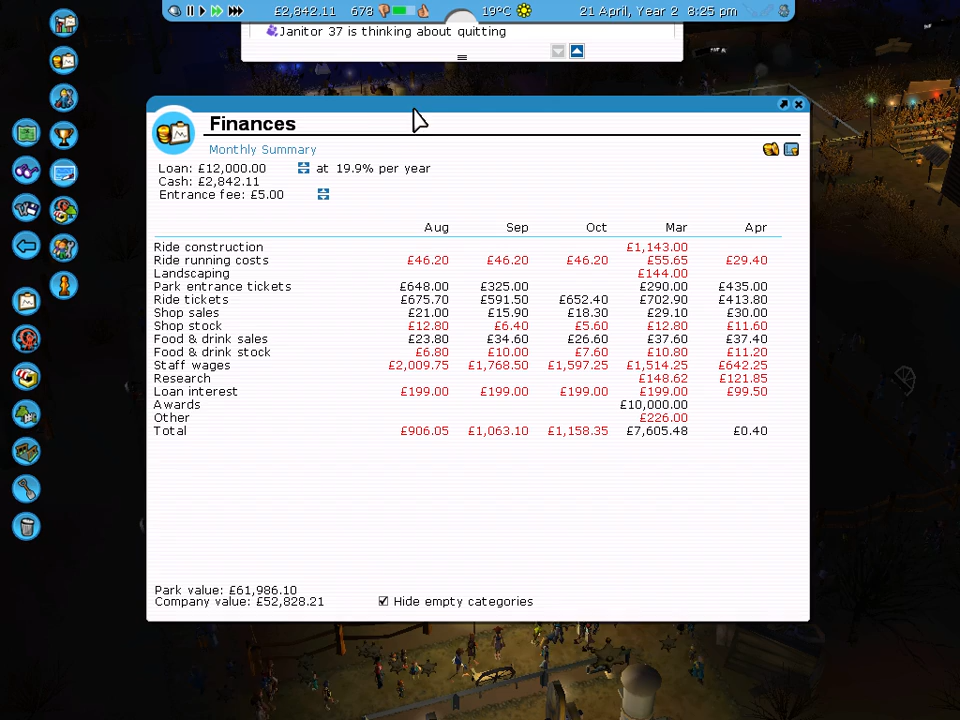 £2,842.11 678 19°C 21 April, Year 2 8:25 pm
Janitor 37 is thinking about quitting
Finances
Monthly Summary
Loan: £12,000.00 at 19.9% per year
Cash: £2,842.11
Entrance fee: £5.00
Aug Sep Oct Mar Apr
Ride construction £1,143.00
Ride running costs £46.20 £46.20 £46.20 £55.65 £29.40
Landscaping £144.00
Park entrance tickets £648.00 £325.00 £290.00 £435.00
Ride tickets £675.70 £591.50 £652.40 £702.90 £413.80
Shop sales £21.00 £15.90 £18.30 £29.10 £30.00
Shop stock £12.80 £6.40 £5.60 £12.80 £11.60
Food & drink sales £23.80 £34.60 £26.60 £37.60 £37.40
Food & drink stock £6.80 £10.00 £7.60 £10.80 £11.20
Staff wages £2,009.75 £1,768.50 £1,597.25 £1,514.25 £642.25
Research £148.62 £121.85
Loan interest £199.00 £199.00 £199.00 £199.00 £99.50
Awards £10,000.00
Other £226.00
Total £906.05 £1,063.10 £1,158.35 £7,605.48 £0.40
Park value: £61,986.10
Company value: £52,828.21 Hide empty categories